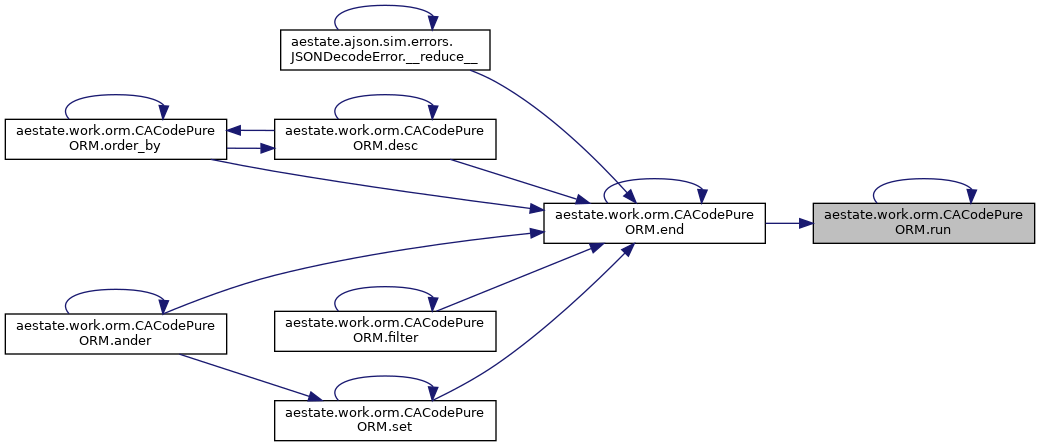 aestate.ajson.sim.errors.
JSONDecodeError.__reduce__
aestate.work.orm.CACodePure
ORM.order_by
aestate.work.orm.CACodePure
ORM.desc
aestate.work.orm.CACodePure
ORM.end
aestate.work.orm.CACodePure
ORM.run
aestate.work.orm.CACodePure
ORM.ander
aestate.work.orm.CACodePure
ORM.filter
aestate.work.orm.CACodePure
ORM.set